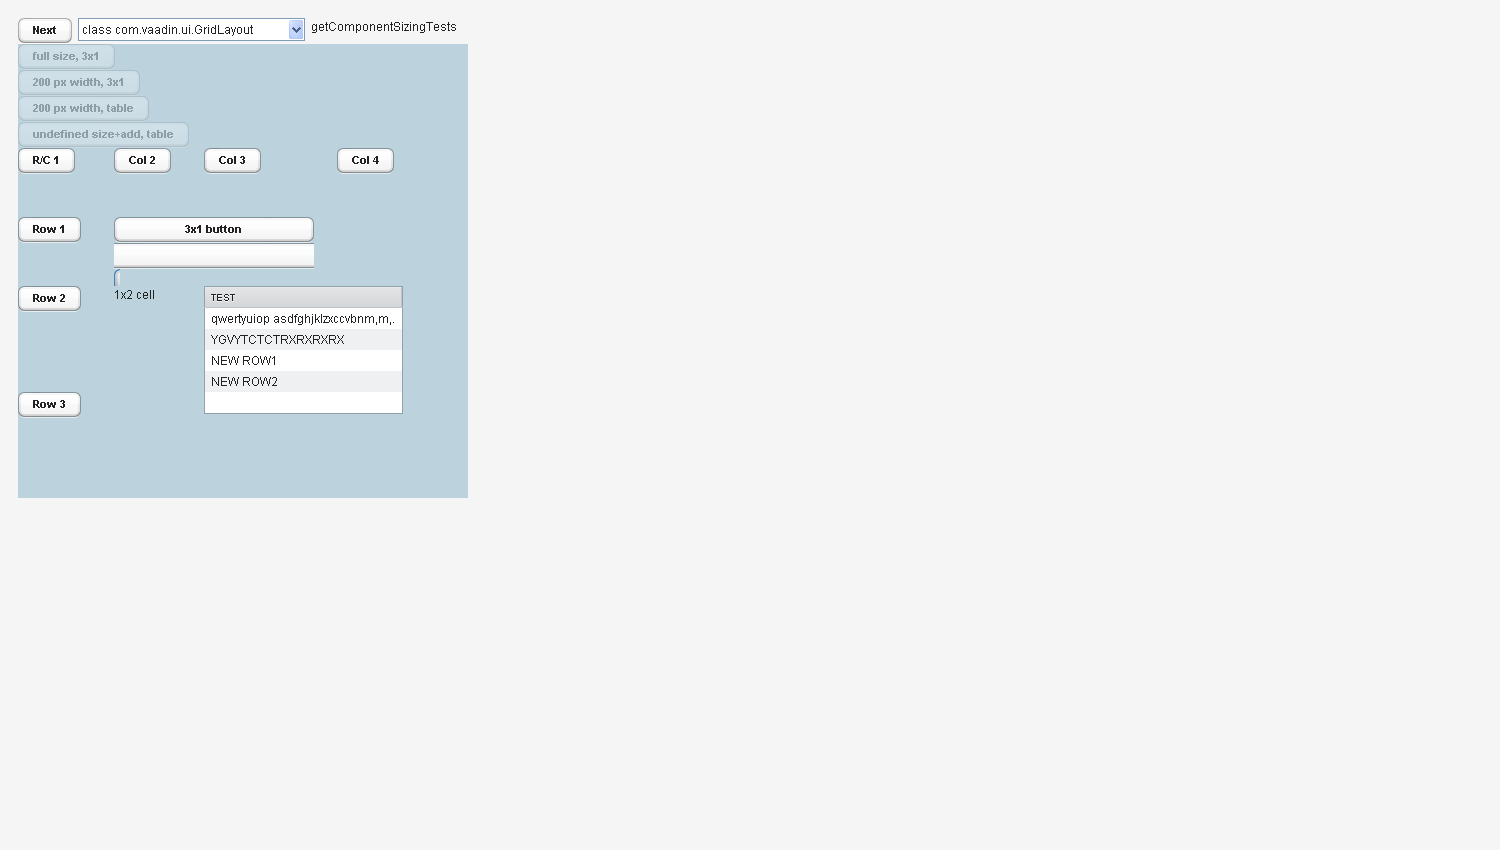 Next class com.vaadin.ui.GridLayout getComponentSizingTests
full size, 3x1
200 px width, 3x1
200 px width, table
undefined size+add, table
R/C 1 Col 2 Col 3 Col 4
Row 1 3x1 button
Row 2 1x2 cell TEST
qwertyuiop asdfghjklzxccvbnm,m,.
YGVYTCTCTRXRXRXRX
NEW ROW1
NEW ROW2
Row 3